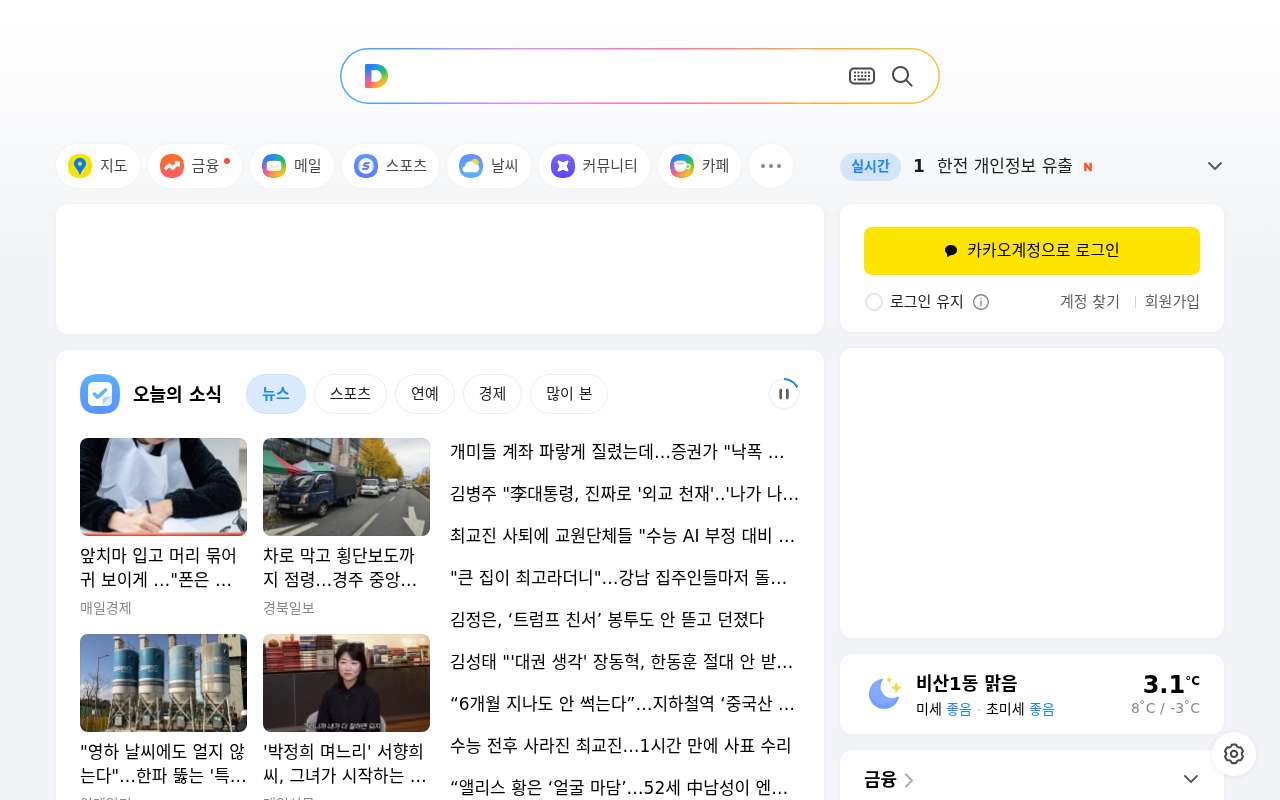 지도
금융
메일
스포츠
날씨
커뮤니티
카페
실시간 1 한전 개인정보 유출 N
카카오계정으로 로그인
로그인 유지
계정 찾기
회원가입
오늘의 소식
뉴스
스포츠
연예
경제
많이 본
앞치마 입고 머리 묶어
귀 보이게 …"폰은 …
매일경제
차로 막고 횡단보도까
지 점령…경주 중앙…
경북일보
"영하 날씨에도 얼지 않
는다"…한파 뚫는 '특…
'박정희 며느리' 서향희
씨, 그녀가 시작하는 …
개미들 계좌 파랗게 질렸는데…증권가 "낙폭 …
김병주 "李대통령, 진짜로 '외교 천재'..'나가 나…
최교진 사퇴에 교원단체들 "수능 AI 부정 대비 …
"큰 집이 최고라더니"…강남 집주인들마저 돌…
김정은, ‘트럼프 친서’ 봉투도 안 뜯고 던졌다
김성태 "'대권 생각' 장동혁, 한동훈 절대 안 받…
“6개월 지나도 안 썩는다”…지하철역 ‘중국산 …
수능 전후 사라진 최교진…1시간 만에 사표 수리
“앨리스 황은 ‘얼굴 마담’…52세 中남성이 엔…
비산1동 맑음
미세 좋음 · 초미세 좋음
3.1°C
8°C / -3°C
금융